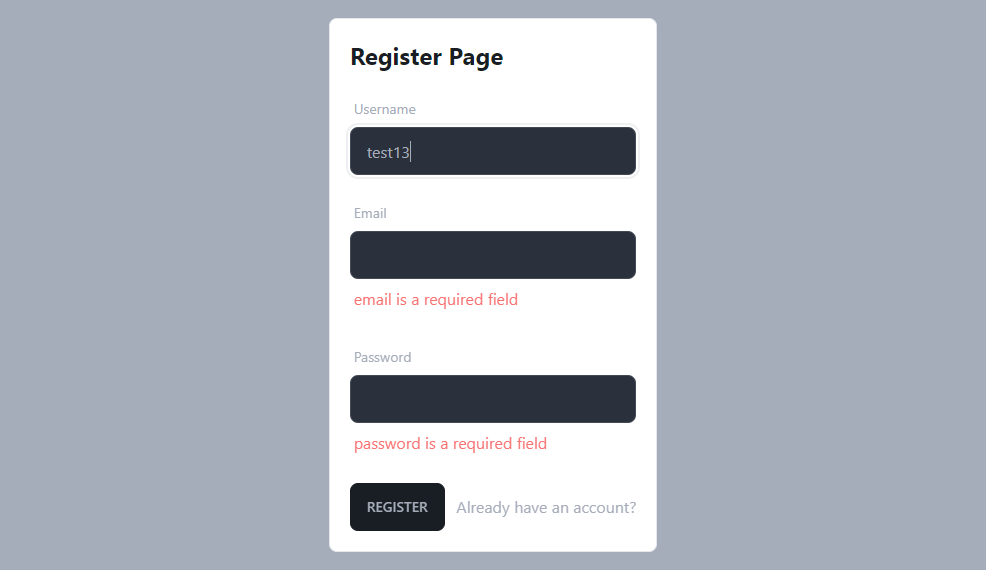 Register Page
Username
test13
Email
email is a required field
Password
password is a required field
REGISTER Already have an account?